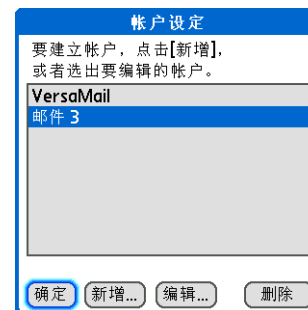 帐户设定
要建立帐户，点击[新增]，
或者选出要编辑的帐户。
VersaMail
邮件 3
确定 新增... 编辑... 删除